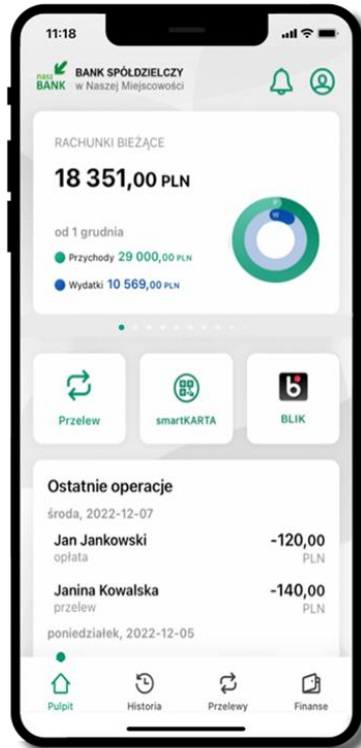 11:18
nasz BANK
BANK SPÓŁDZIELCZY
w Naszej Miejscowości
RACHUNKI BIEŻĄCE
18 351,00 PLN
od 1 grudnia
Przychody 29 000,00 PLN
Wydatki 10 569,00 PLN
P
W
Przelew
smartKARTA
BLIK
Ostatnie operacje
środa, 2022-12-07
Jan Jankowski -120,00
opłata PLN
Janina Kowalska -140,00
przelew PLN
poniedziałek, 2022-12-05
Pulpit Historia Przelewy Finanse